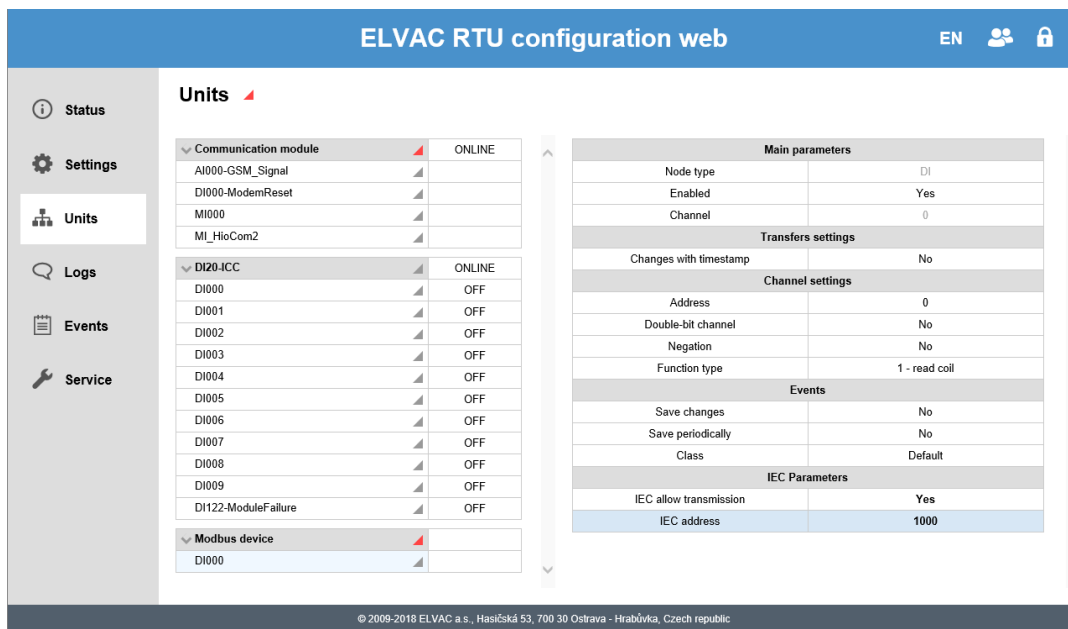 ELVAC RTU configuration web
EN
Status
Settings
Units
Logs
Events
Service
Units
Communication module ONLINE
AI000-GSM_Signal
DI000-ModemReset
MI000
MI_HioCom2
DI20-ICC ONLINE
DI000 OFF
DI001 OFF
DI002 OFF
DI003 OFF
DI004 OFF
DI005 OFF
DI006 OFF
DI007 OFF
DI008 OFF
DI009 OFF
DI122-ModuleFailure OFF
Modbus device
DI000
Main parameters
Node type DI
Enabled Yes
Channel 0
Transfers settings
Changes with timestamp No
Channel settings
Address 0
Double-bit channel No
Negation No
Function type 1 - read coil
Events
Save changes No
Save periodically No
Class Default
IEC Parameters
IEC allow transmission Yes
IEC address 1000
© 2009-2018 ELVAC a.s., Hasičská 53, 700 30 Ostrava - Hrabůvka, Czech republic